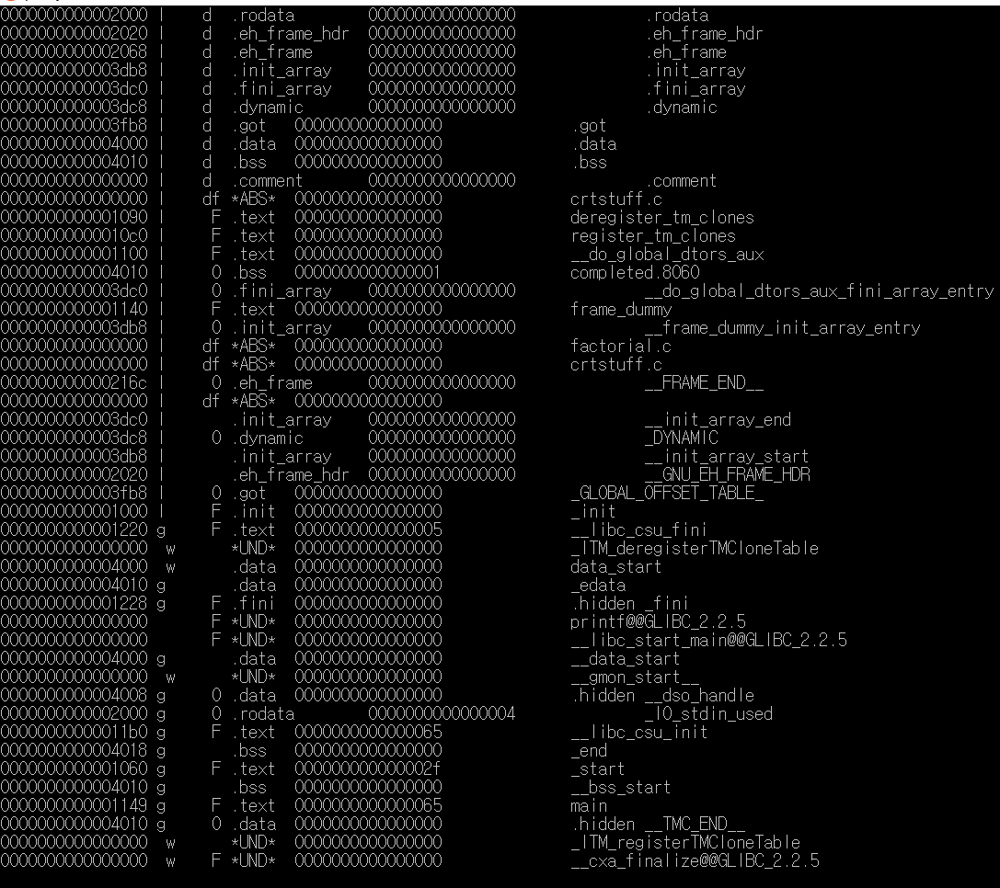 0000000000002000 l    d  .rodata	0000000000000000              .rodata
0000000000002020 l    d  .eh_frame_hdr	0000000000000000              .eh_frame_hdr
0000000000002068 l    d  .eh_frame	0000000000000000              .eh_frame
0000000000003db8 l    d  .init_array	0000000000000000              .init_array
0000000000003dc0 l    d  .fini_array	0000000000000000              .fini_array
0000000000003dc8 l    d  .dynamic	0000000000000000              .dynamic
0000000000003fb8 l    d  .got	0000000000000000              .got
0000000000004000 l    d  .data	0000000000000000              .data
0000000000004010 l    d  .bss	0000000000000000              .bss
0000000000000000 l    d  .comment	0000000000000000              .comment
0000000000000000 l    df *ABS*	0000000000000000              crtstuff.c
0000000000001090 l     F .text	0000000000000000              deregister_tm_clones
00000000000010c0 l     F .text	0000000000000000              register_tm_clones
0000000000001100 l     F .text	0000000000000000              __do_global_dtors_aux
0000000000004010 l     O .bss	0000000000000001              completed.8060
0000000000003dc0 l     O .fini_array	0000000000000000              __do_global_dtors_aux_fini_array_entry
0000000000001140 l     F .text	0000000000000000              frame_dummy
0000000000003db8 l     O .init_array	0000000000000000              __frame_dummy_init_array_entry
0000000000000000 l    df *ABS*	0000000000000000              factorial.c
0000000000000000 l    df *ABS*	0000000000000000              crtstuff.c
000000000000216c l     O .eh_frame	0000000000000000              __FRAME_END__
0000000000000000 l    df *ABS*	0000000000000000
0000000000003dc0 l       .init_array	0000000000000000              __init_array_end
0000000000003dc8 l     O .dynamic	0000000000000000              _DYNAMIC
0000000000003db8 l       .init_array	0000000000000000              __init_array_start
0000000000002020 l       .eh_frame_hdr	0000000000000000              __GNU_EH_FRAME_HDR
0000000000003fb8 l     O .got	0000000000000000              _GLOBAL_OFFSET_TABLE_
0000000000001000 l     F .init	0000000000000000              _init
0000000000001220 g     F .text	0000000000000005              __libc_csu_fini
0000000000000000  w      *UND*	0000000000000000              _ITM_deregisterTMCloneTable
0000000000004000  w      .data	0000000000000000              data_start
0000000000004010 g       .data	0000000000000000              _edata
0000000000001228 g     F .fini	0000000000000000              .hidden _fini
0000000000000000       F *UND*	0000000000000000              printf@@GLIBC_2.2.5
0000000000000000       F *UND*	0000000000000000              __libc_start_main@@GLIBC_2.2.5
0000000000004000 g       .data	0000000000000000              __data_start
0000000000000000  w      *UND*	0000000000000000              __gmon_start__
0000000000004008 g     O .data	0000000000000000              .hidden __dso_handle
0000000000002000 g     O .rodata	0000000000000004              _IO_stdin_used
00000000000011b0 g     F .text	0000000000000065              __libc_csu_init
0000000000004018 g       .bss	0000000000000000              _end
0000000000001060 g     F .text	000000000000002f              _start
0000000000004010 g       .bss	0000000000000000              __bss_start
0000000000001149 g     F .text	0000000000000065              main
0000000000004010 g     O .data	0000000000000000              .hidden __TMC_END__
0000000000000000  w      *UND*	0000000000000000              _ITM_registerTMCloneTable
0000000000000000  w    F *UND*	0000000000000000              __cxa_finalize@@GLIBC_2.2.5